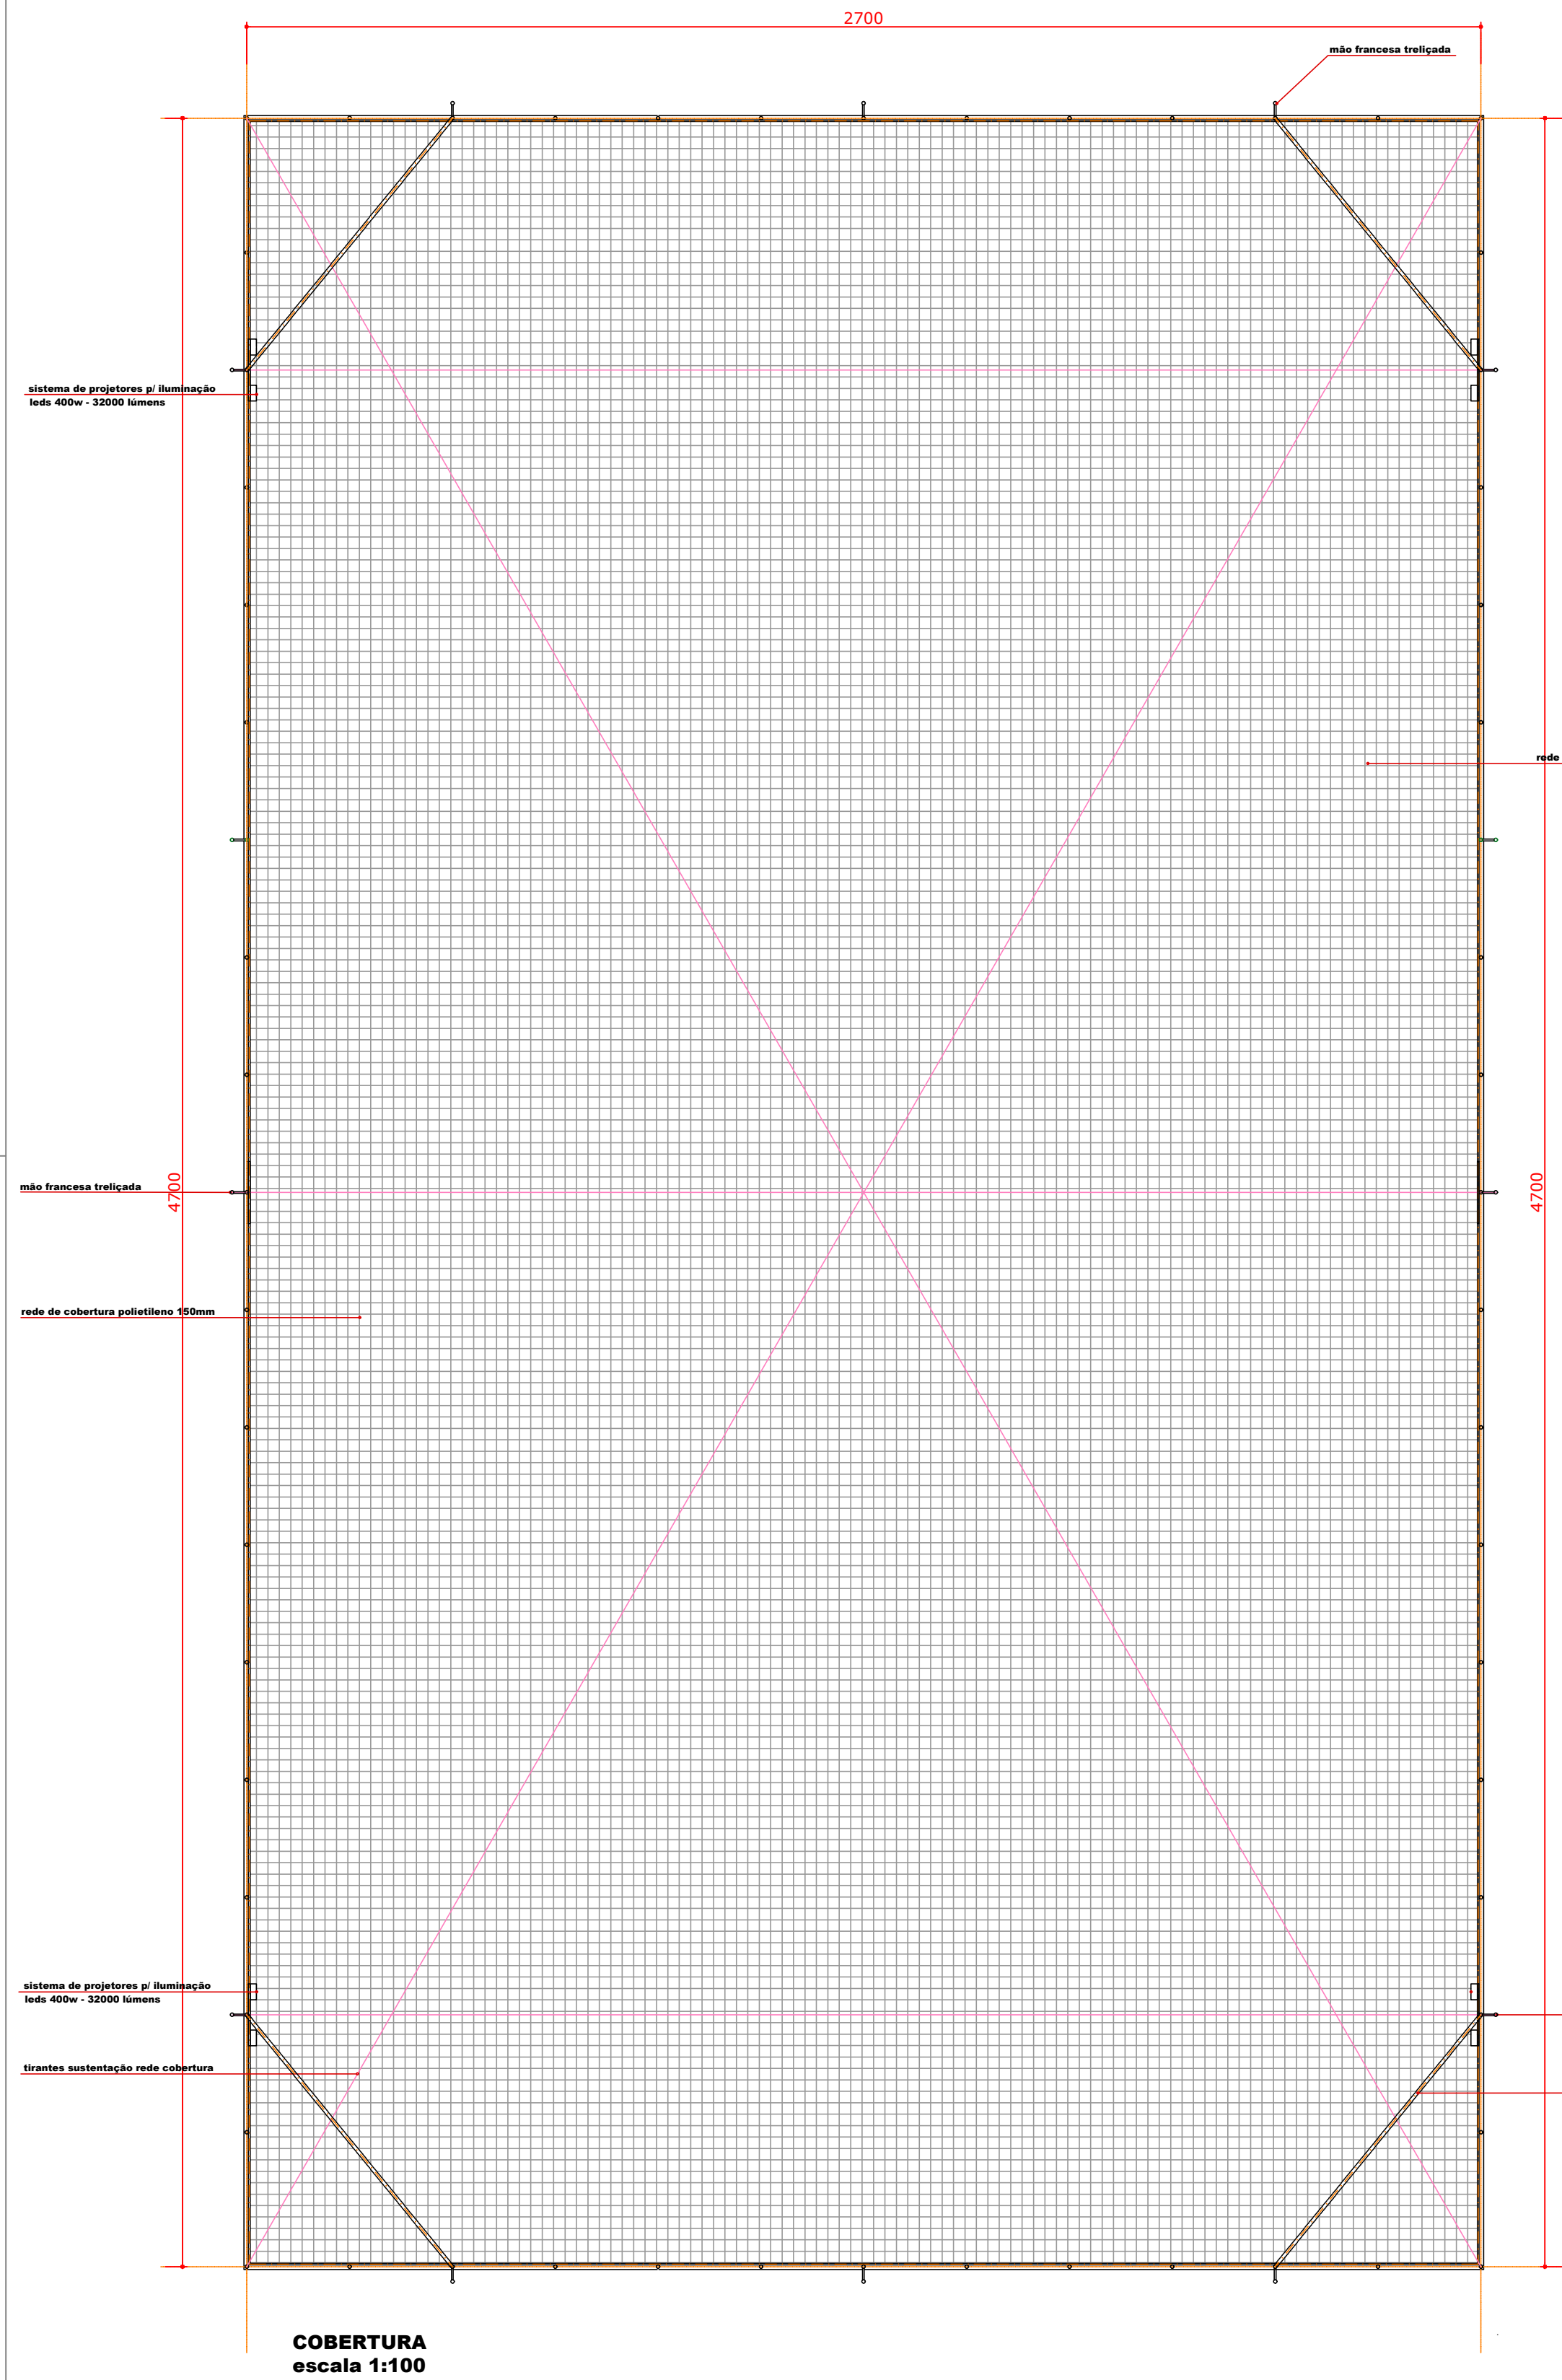 2700
mão francesa treliçada
sistema de projetores p/ iluminação
leds 400w - 32000 lúmens
rede
mão francesa treliçada
4700
4700
rede de cobertura polietileno 150mm
sistema de projetores p/ iluminação
leds 400w - 32000 lúmens
tirantes sustentação rede cobertura
COBERTURA
escala 1:100